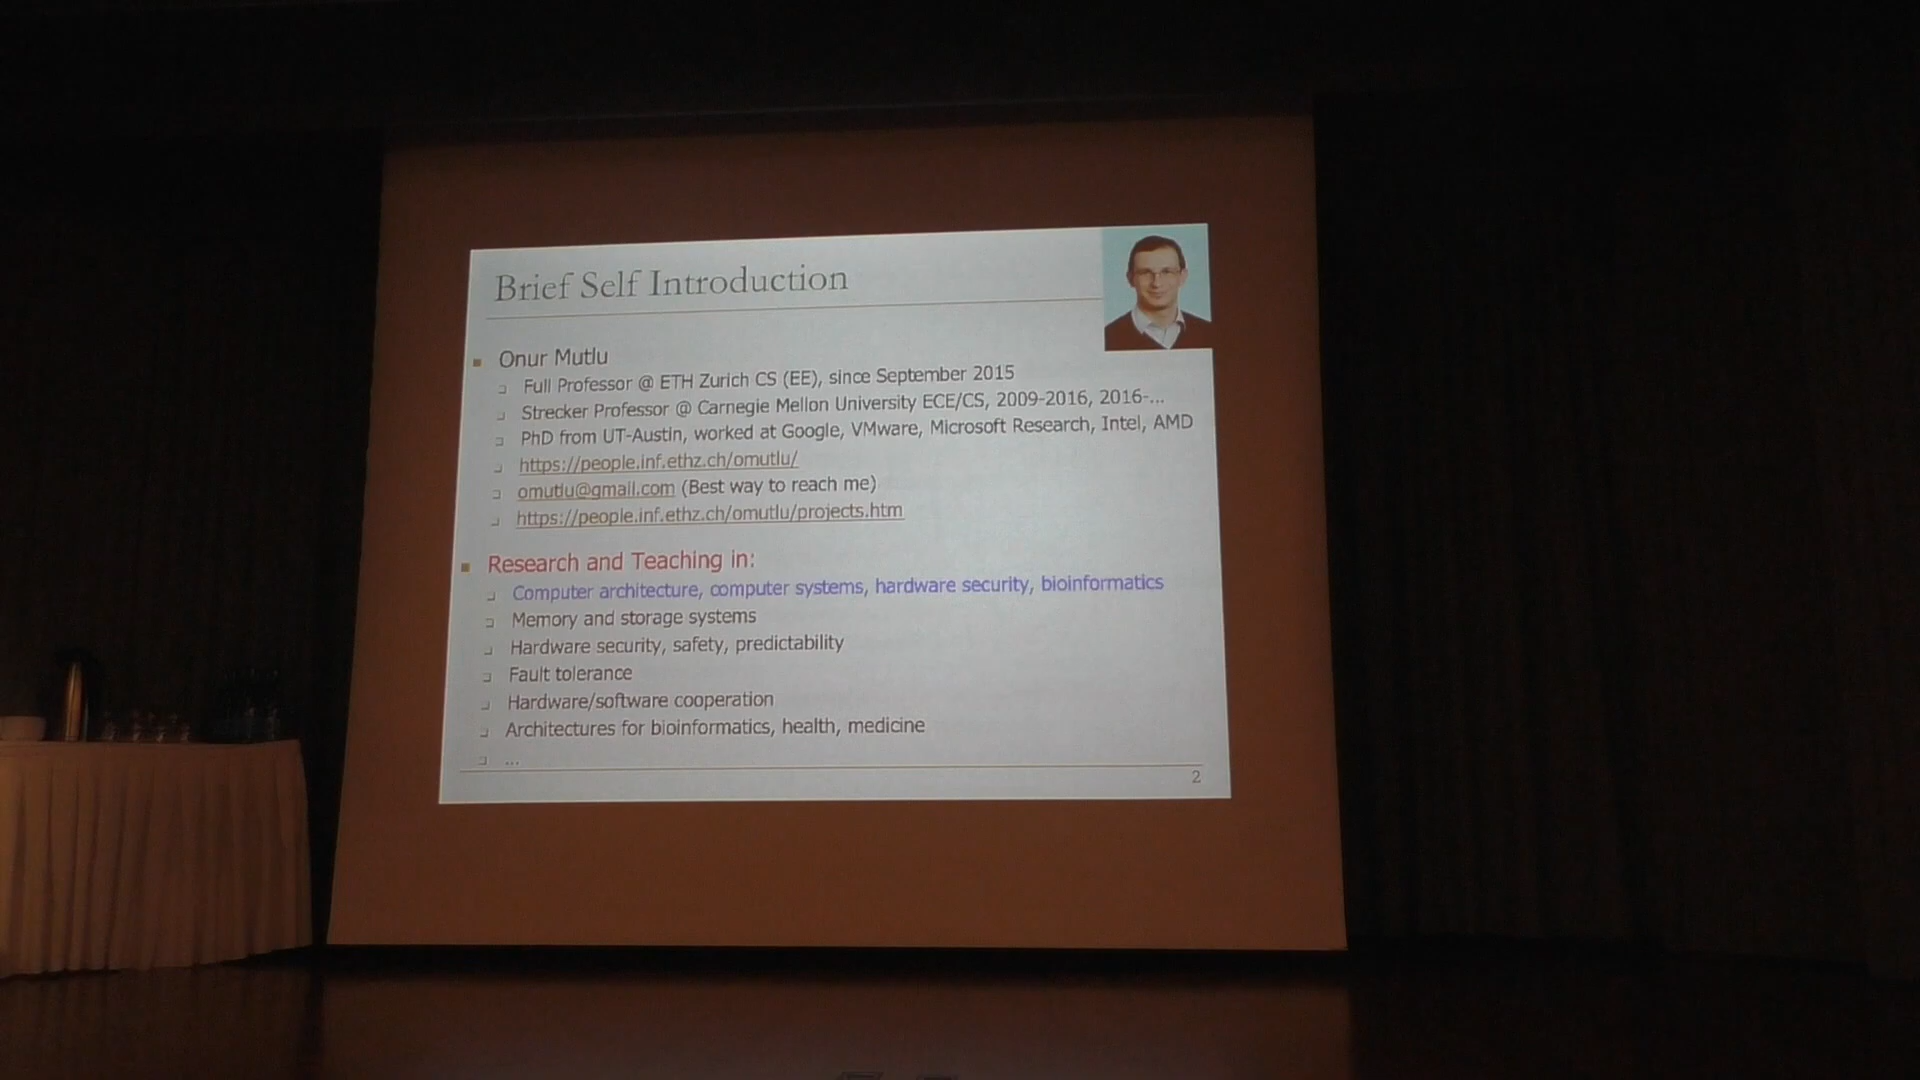 Brief Self Introduction
Onur Mutlu
Full Professor @ ETH Zurich CS (EE), since September 2015
Strecker Professor @ Carnegie Mellon University ECE/CS, 2009-2016, 2016-...
PhD from UT-Austin, worked at Google, VMware, Microsoft Research, Intel, AMD
https://people.inf.ethz.ch/omutlu/
omutlu@gmail.com (Best way to reach me)
https://people.inf.ethz.ch/omutlu/projects.htm
Research and Teaching in:
Computer architecture, computer systems, hardware security, bioinformatics
Memory and storage systems
Hardware security, safety, predictability
Fault tolerance
Hardware/software cooperation
Architectures for bioinformatics, health, medicine
...
2